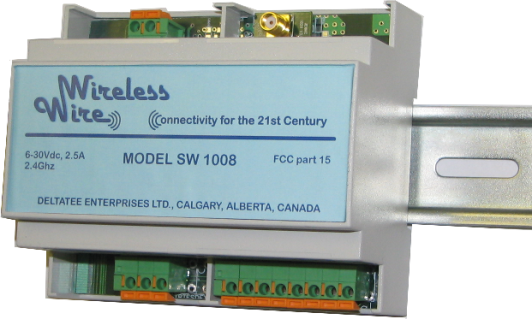 Wireless
Wire
Connectivity for the 21st Century
6-30Vdc, 2.5A
MODEL SW 1008
FCC part 15
2.4Ghz
DELTATEE ENTERPRISES LTD., CALGARY, ALBERTA, CANADA